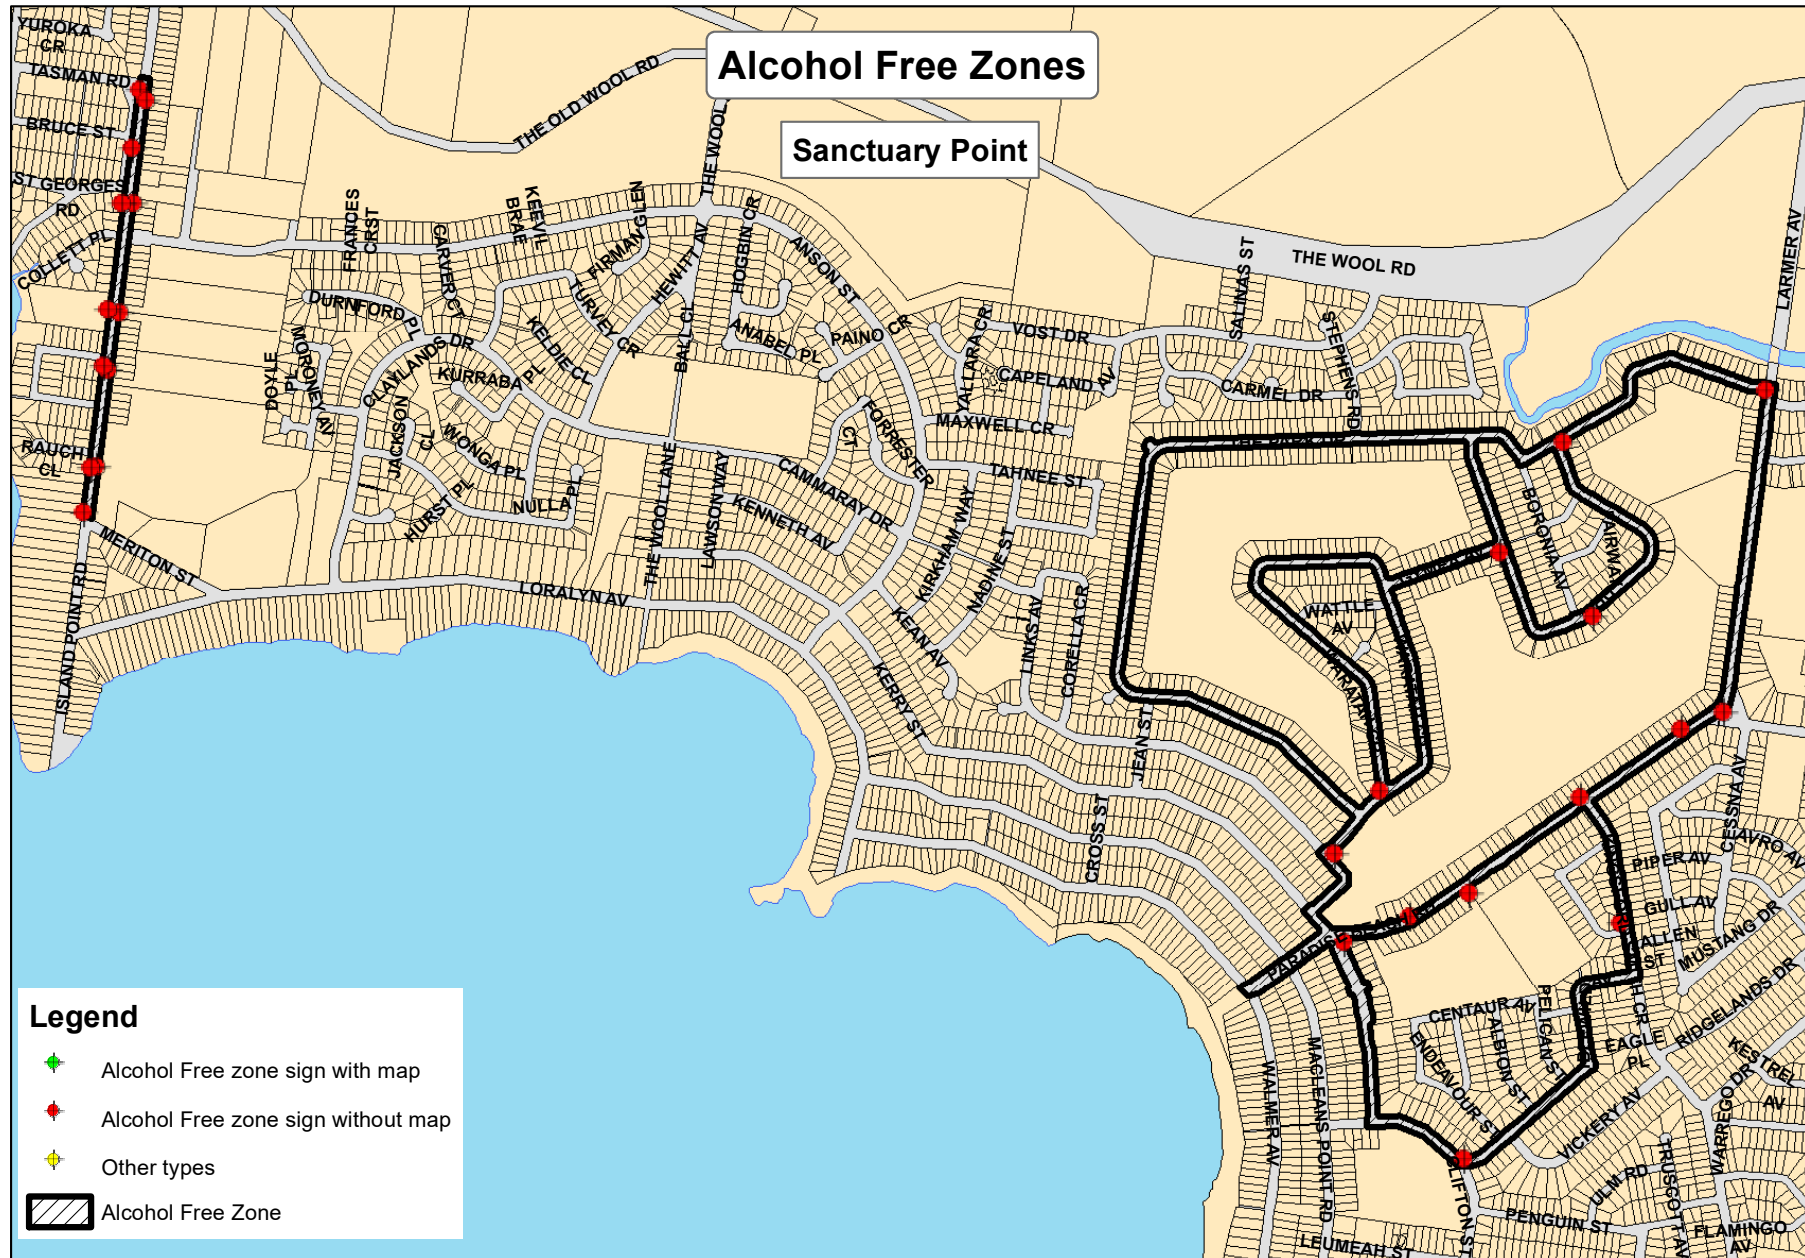 Alcohol Free Zones
Sanctuary Point
YUROKA
CR
TASMAN RD
BRUCE ST
ST GEORGES
RD
COLLETT PL
RAUCH
CL
MERITON ST
ISLAND POINT RD
THE OLD WOOL RD
THE WOOL
FRANCES
CRST
CARVER CT
KEEVIL
BRAE
FIRMAN
GLEN
HEWITT AV
HOGBIN CR
ANSON ST
DURNFORD PL
TURVEY CR
KELDIE CL
BALL CL
ANABEL PL
PAINO CR
DOYLE
PL
MORONEY AV
CLAYLANDS DR
KURRABA PL
JACKSON
CL
WONGA PL
HURST PL
NULLA PL
THE WOOL LANE
LAWSON WAY
KENNETH AV
CAMMARAY DR
FORRESTER
CT
LORALYN AV
YALLARA CR
VOST DR
CAPELAND AV
MAXWELL CR
TAHNEE ST
KIRKHAM WAY
NADINE ST
KEAN AV
LINKS AV
CORELLA CR
KERRY ST
JEAN ST
CROSS ST
THE WOOL RD
SALINAS ST
STEPHENS RD
CARMEL DR
THE PARK DR
LARMER AV
BORONIA AV
FAIRWAY
WATTLE
AV
WARATAH
PARADISE BEACH RD
CESSNA AV
AVRO AV
PIPER AV
GULL AV
ALLEN
ST
MUSTANG DR
RIDGELANDS DR
CENTAUR AV
PELICAN ST
ALBION ST
ENDEAVOUR ST
EAGLE
PL
KESTREL
AV
VICKERY AV
WARREGO DR
WALMER AV
MACLEANS POINT RD
CLIFTON ST
ULM RD
TRUSCOTT AV
PENGUIN ST
FLAMINGO
AV
LEUMEAH ST
Legend
Alcohol Free zone sign with map
Alcohol Free zone sign without map
Other types
Alcohol Free Zone